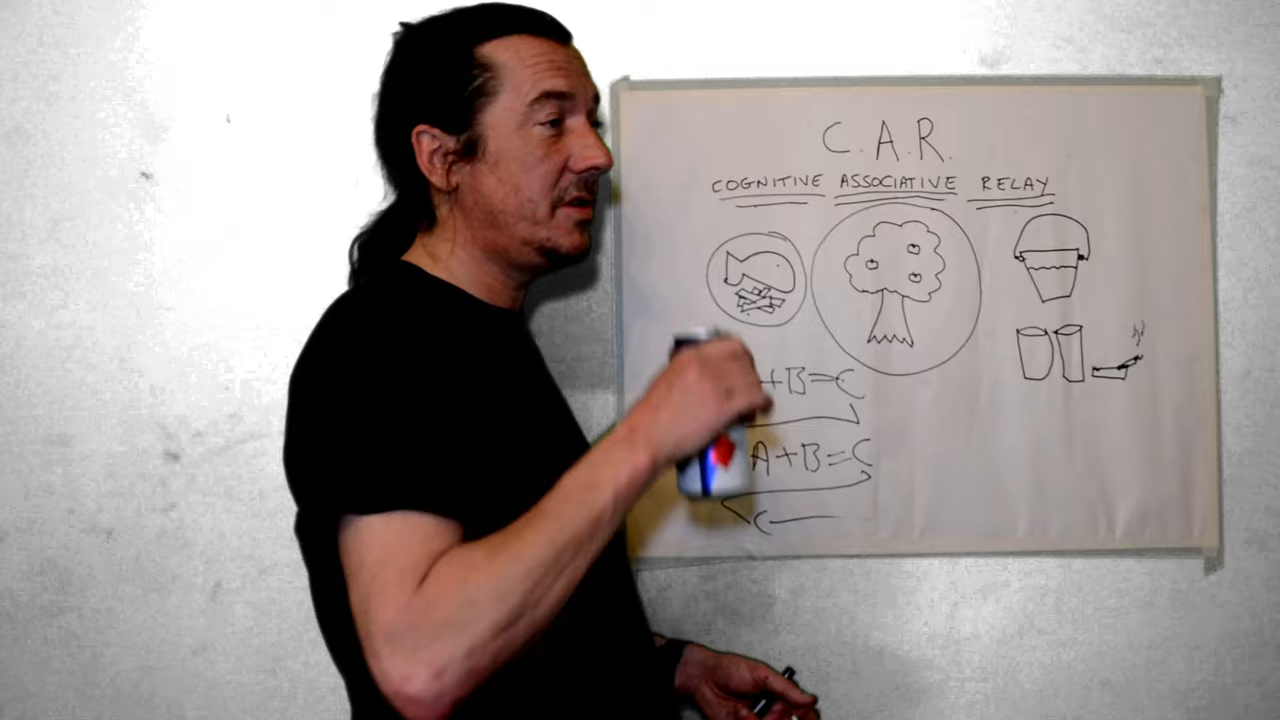 C.A.R.
COGNITIVE ASSOCIATIVE RELAY
+B=C
A+B=C